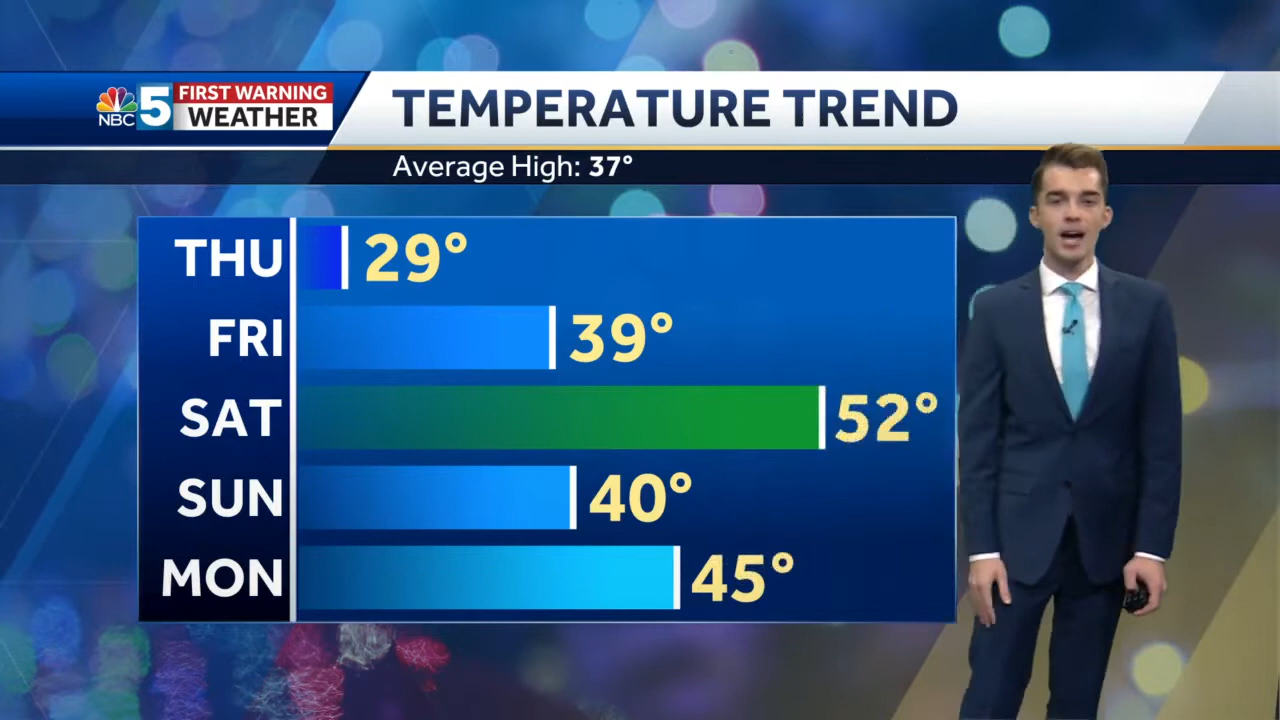 NBC 5 FIRST WARNING WEATHER
TEMPERATURE TREND
Average High: 37°
THU 29°
FRI 39°
SAT 52°
SUN 40°
MON 45°